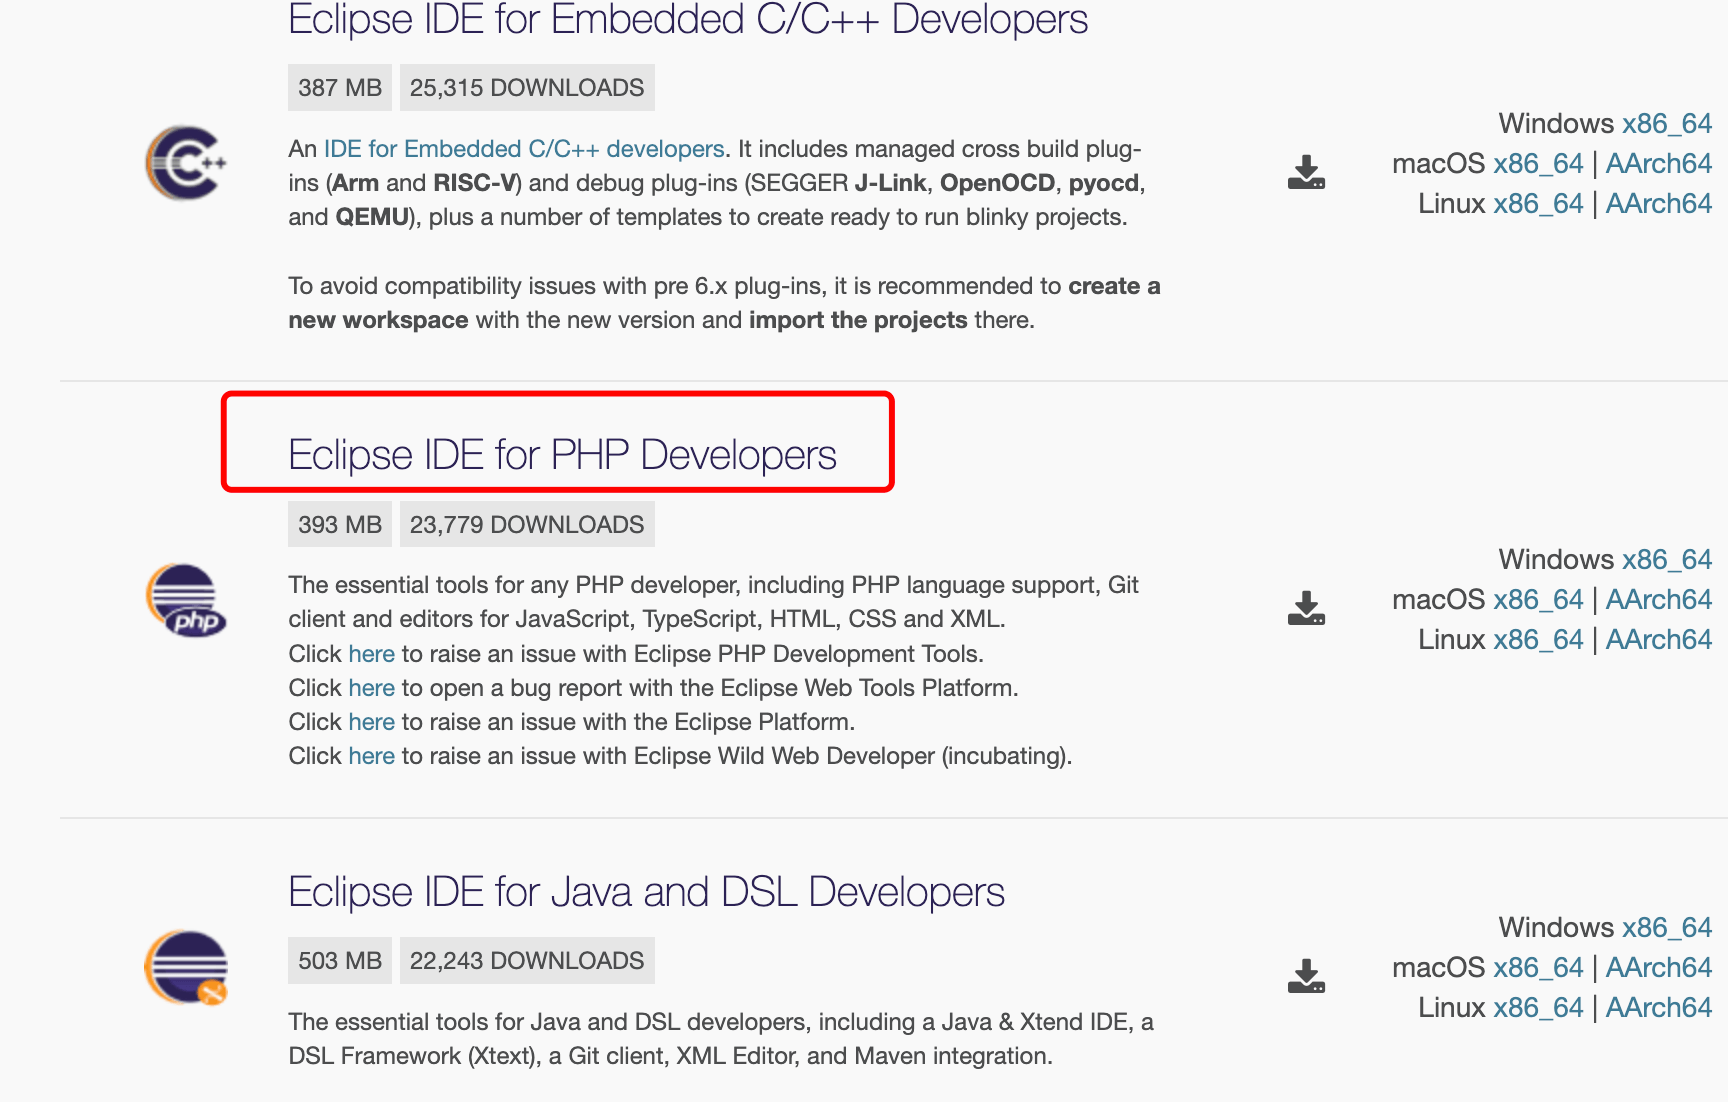 Eclipse IDE for Embedded C/C++ Developers
387 MB 25,315 DOWNLOADS
An IDE for Embedded C/C++ developers. It includes managed cross build plug-
ins (Arm and RISC-V) and debug plug-ins (SEGGER J-Link, OpenOCD, pyocd,
and QEMU), plus a number of templates to create ready to run blinky projects.
To avoid compatibility issues with pre 6.x plug-ins, it is recommended to create a
new workspace with the new version and import the projects there.
Windows x86_64
macOS x86_64 | AArch64
Linux x86_64 | AArch64
Eclipse IDE for PHP Developers
393 MB 23,779 DOWNLOADS
php
The essential tools for any PHP developer, including PHP language support, Git
client and editors for JavaScript, TypeScript, HTML, CSS and XML.
Click here to raise an issue with Eclipse PHP Development Tools.
Click here to open a bug report with the Eclipse Web Tools Platform.
Click here to raise an issue with the Eclipse Platform.
Click here to raise an issue with Eclipse Wild Web Developer (incubating).
Windows x86_64
macOS x86_64 | AArch64
Linux x86_64 | AArch64
Eclipse IDE for Java and DSL Developers
503 MB 22,243 DOWNLOADS
The essential tools for Java and DSL developers, including a Java & Xtend IDE, a
DSL Framework (Xtext), a Git client, XML Editor, and Maven integration.
Windows x86_64
macOS x86_64 | AArch64
Linux x86_64 | AArch64